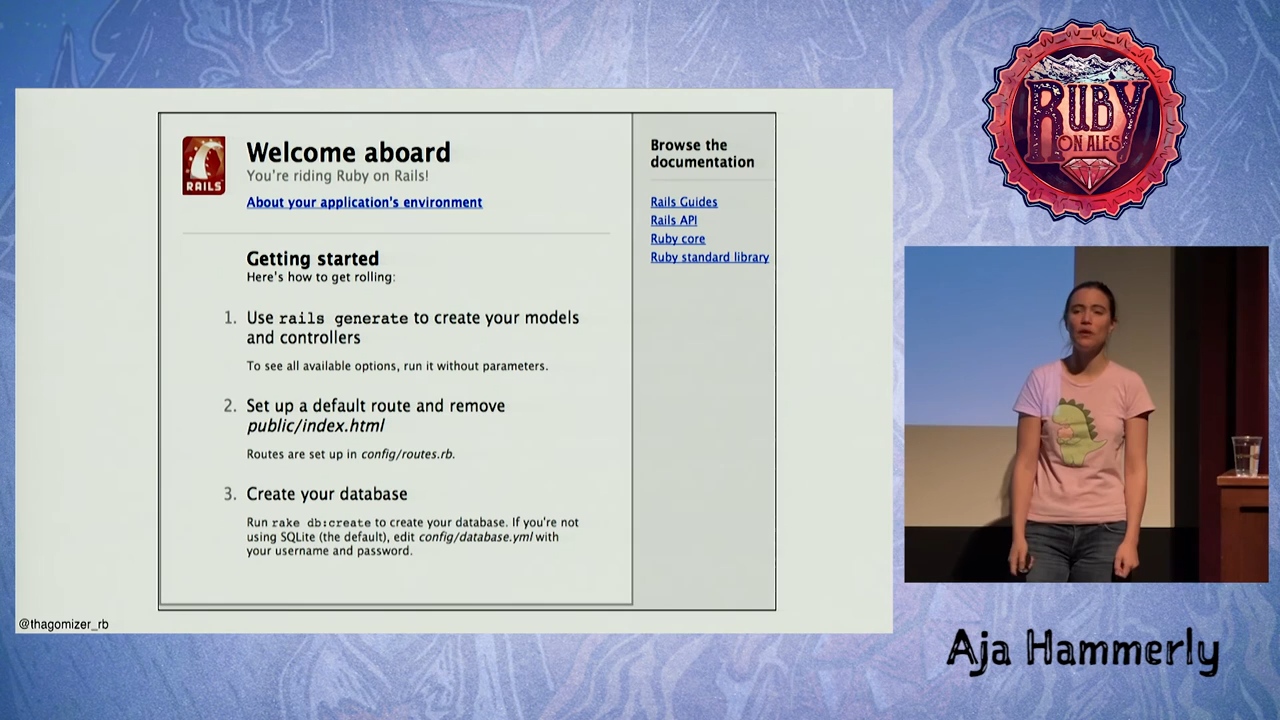 Welcome aboard
You're riding Ruby on Rails!
About your application's environment
RAILS
Getting started
Here's how to get rolling:
1. Use rails generate to create your models
and controllers
To see all available options, run it without parameters.
2. Set up a default route and remove
public/index.html
Routes are set up in config/routes.rb.
3. Create your database
Run rake db:create to create your database. If you're not
using SQLite (the default), edit config/database.yml with
your username and password.
Browse the
documentation
Rails Guides
Rails API
Ruby core
Ruby standard library
@thagomizer_rb
RUBY
ON ALES
Aja Hammerly